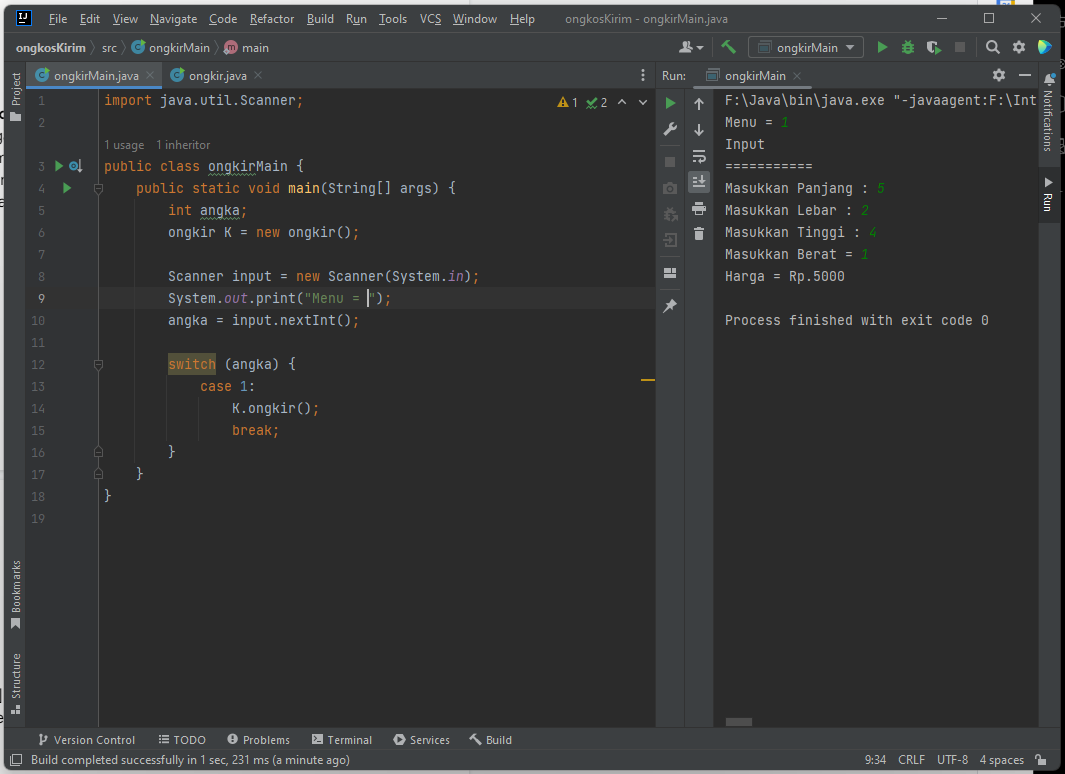 File Edit View Navigate Code Refactor Build Run Tools VCS Window Help ongkosKirim - ongkirMain.java
ongkosKirim src ongkirMain main ongkirMain
Project
ongkirMain.java ongkir.java
1 import java.util.Scanner;
2
1 usage 1 inheritor
3 public class ongkirMain {
4 public static void main(String[] args) {
5 int angka;
6 ongkir K = new ongkir();
7
8 Scanner input = new Scanner(System.in);
9 System.out.print("Menu = ");
10 angka = input.nextInt();
11
12 switch (angka) {
13 case 1:
14 K.ongkir();
15 break;
16 }
17 }
18 }
19
1 2
Bookmarks
Structure
Run: ongkirMain
F:\Java\bin\java.exe "-javaagent:F:\Int
Menu = 1
Input
===========
Masukkan Panjang : 5
Masukkan Lebar : 2
Masukkan Tinggi : 4
Masukkan Berat = 1
Harga = Rp.5000
Process finished with exit code 0
Notifications
Run
Version Control TODO Problems Terminal Services Build
Build completed successfully in 1 sec, 231 ms (a minute ago) 9:34 CRLF UTF-8 4 spaces